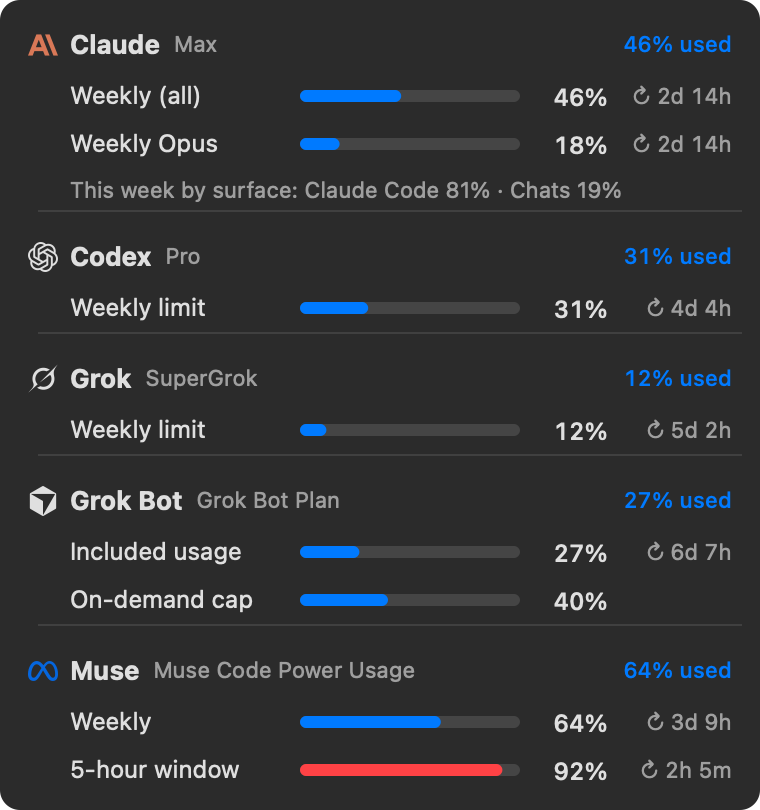 Claude Max 46% used
Weekly (all) 46% ↻ 2d 14h
Weekly Opus 18% ↻ 2d 14h
This week by surface: Claude Code 81% · Chats 19%
Codex Pro 31% used
Weekly limit 31% ↻ 4d 4h
Grok SuperGrok 12% used
Weekly limit 12% ↻ 5d 2h
Grok Bot Grok Bot Plan 27% used
Included usage 27% ↻ 6d 7h
On-demand cap 40%
Muse Muse Code Power Usage 64% used
Weekly 64% ↻ 3d 9h
5-hour window 92% ↻ 2h 5m